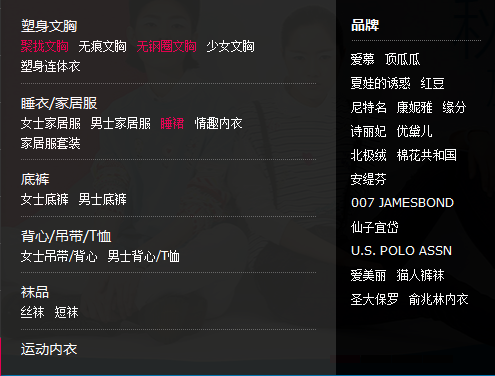 塑身文胸
聚拢文胸 无痕文胸 无钢圈文胸 少女文胸
塑身连体衣
睡衣/家居服
女士家居服 男士家居服 睡裙 情趣内衣
家居服套装
底裤
女士底裤 男士底裤
背心/吊带/T恤
女士吊带/背心 男士背心/T恤
袜品
丝袜 短袜
运动内衣
品牌
爱慕 顶瓜瓜
夏娃的诱惑 红豆
尼特名 康妮雅 缘分
诗丽妃 优黛儿
北极绒 棉花共和国
安缇芬
007 JAMESBOND
仙子宜岱
U.S. POLO ASSN
爱美丽 猫人裤袜
圣大保罗 俞兆林内衣